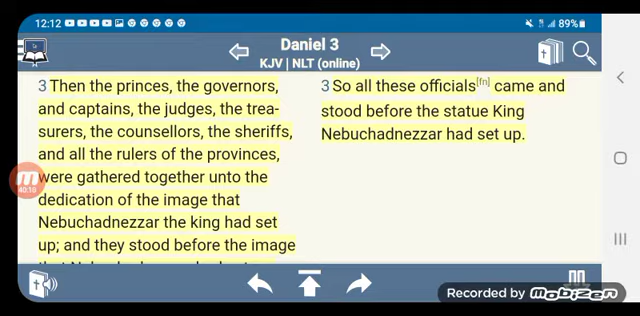 12:12
89%
Daniel 3
KJV | NLT (online)
3 Then the princes, the governors,
and captains, the judges, the trea-
surers, the counsellors, the sheriffs,
and all the rulers of the provinces,
were gathered together unto the
dedication of the image that
Nebuchadnezzar the king had set
up; and they stood before the image
3 So all these officials[fn] came and
stood before the statue King
Nebuchadnezzar had set up.
40:10
Recorded by mobizen